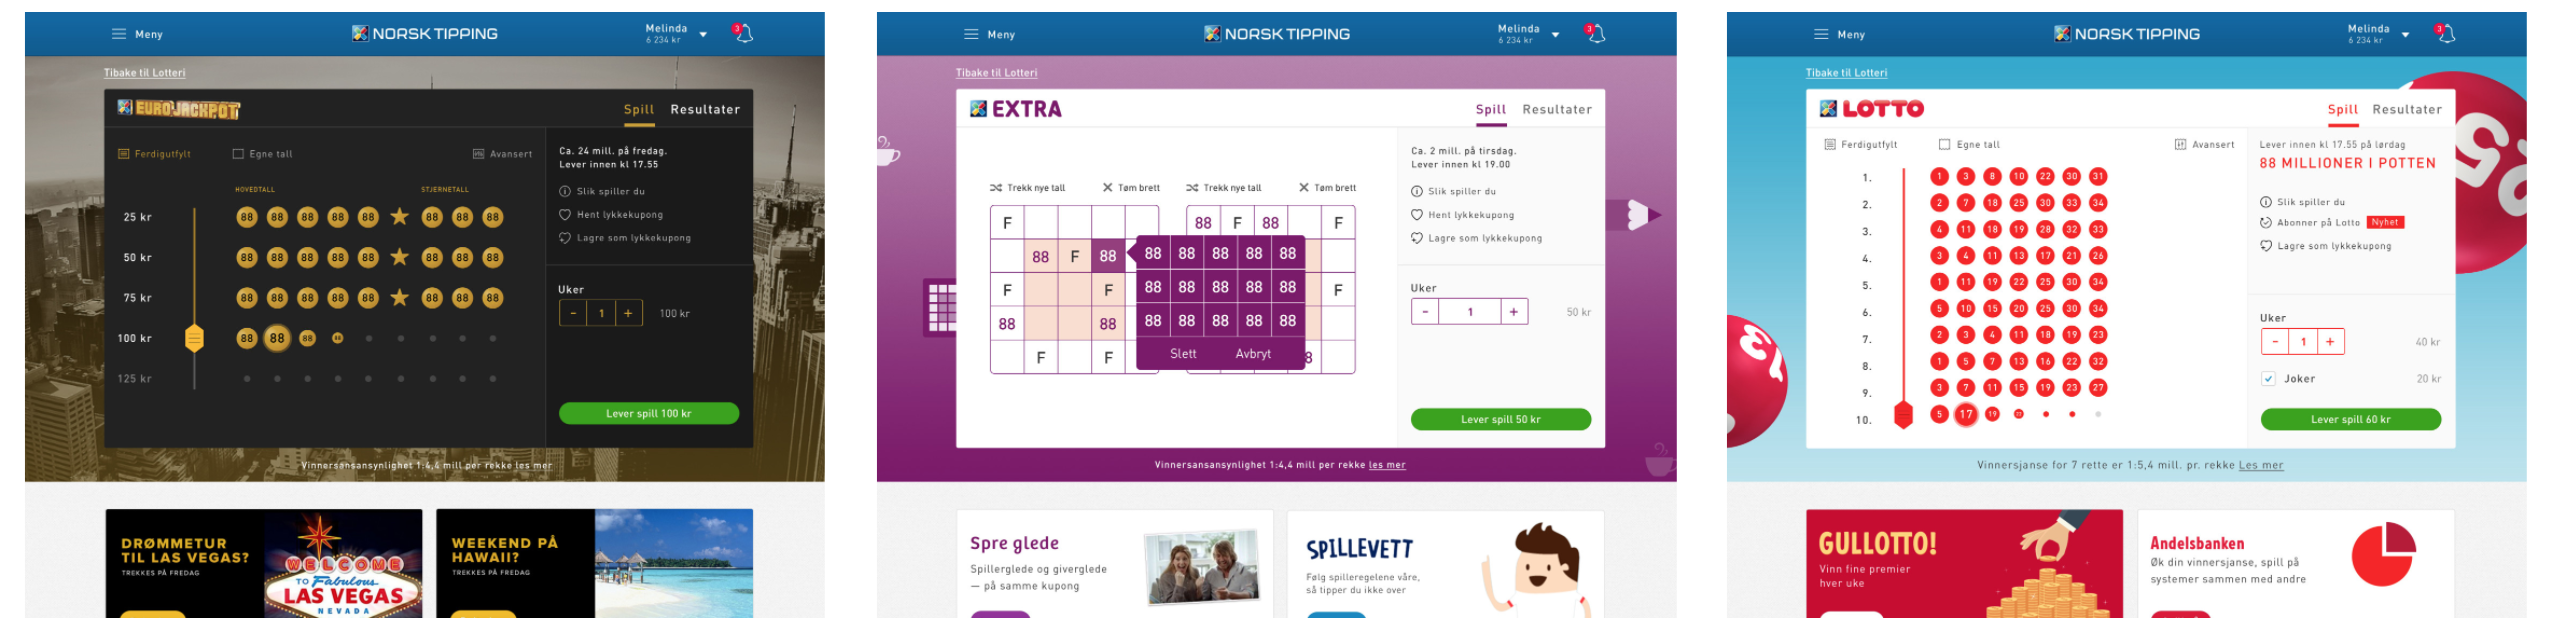 Meny
NORSK TIPPING
Melinda
6 234 kr
3
Tibake til Lotteri
EUROJACKPOT
Spill Resultater
Ferdigutfylt Egne tall Avansert
HOVEDTALL STJERNETALL
25 kr 88 88 88 88 88 88 88 88
50 kr 88 88 88 88 88 88 88 88
75 kr 88 88 88 88 88 88 88 88
100 kr 88 88 88 88
125 kr
Ca. 24 mill. på fredag.
Lever innen kl 17.55
Slik spiller du
Hent lykkekupong
Lagre som lykkekupong
Uker
- 1 + 100 kr
Lever spill 100 kr
Vinnersansansynlighet 1:4,4 mill per rekke les mer
DRØMMETUR
TIL LAS VEGAS?
TREKKES PÅ FREDAG
WELCOME
TO Fabulous
LAS VEGAS
NEVADA
WEEKEND PÅ
HAWAII?
TREKKES PÅ FREDAG
Meny
NORSK TIPPING
Melinda
6 234 kr
3
Tibake til Lotteri
EXTRA
Spill Resultater
Trekk nye tall Tøm brett Trekk nye tall Tøm brett
F 88 F 88 F
88 F 88 88 88 88 88 88
F F 88 88 88 88 88 F
88 88 88 88 88 88 88
F F Slett Avbryt 8
Ca. 2 mill. på tirsdag.
Lever innen kl 19.00
Slik spiller du
Hent lykkekupong
Lagre som lykkekupong
Uker
- 1 + 50 kr
Lever spill 50 kr
Vinnersansansynlighet 1:4,4 mill per rekke les mer
Spre glede
Spillerglede og giverglede
– på samme kupong
SPILLEVETT
Følg spilleregelene våre,
så tipper du ikke over
Meny
NORSK TIPPING
Melinda
6 234 kr
3
Tibake til Lotteri
LOTTO
Spill Resultater
Ferdigutfylt Egne tall Avansert
1. 1 3 8 10 22 30 31
2. 2 7 18 25 30 33 34
3. 4 11 18 19 28 32 33
4. 3 4 11 13 17 21 26
5. 1 11 19 22 25 30 34
6. 5 10 15 20 25 30 34
7. 2 3 4 11 18 19 23
8. 1 5 7 13 16 22 32
9. 3 7 11 15 19 23 27
10. 5 17 19
Lever innen kl 17.55 på lørdag
88 MILLIONER I POTTEN
Slik spiller du
Abonner på Lotto Nyhet
Lagre som lykkekupong
Uker
- 1 + 40 kr
Joker 20 kr
Lever spill 60 kr
Vinnersjanse for 7 rette er 1:5,4 mill. pr. rekke Les mer
GULLOTTO!
Vinn fine premier
hver uke
Andelsbanken
Øk din vinnersjanse, spill på
systemer sammen med andre